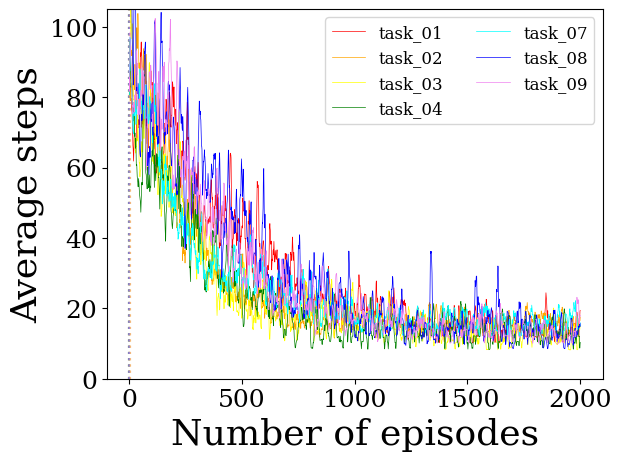 task_01
task_02
task_03
task_04
task_07
task_08
task_09
100
80
60
40
20
0
Average steps
0 500 1000 1500 2000
Number of episodes